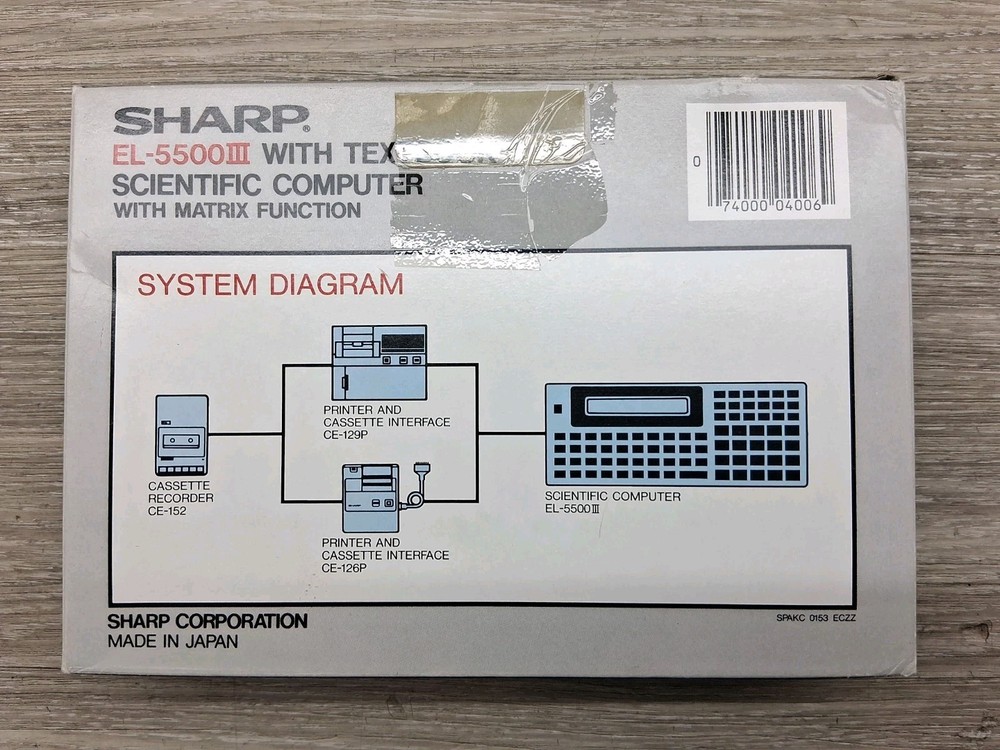 SHARP®
EL-5500III WITH TEX
SCIENTIFIC COMPUTER
WITH MATRIX FUNCTION
0
74000 04006
SYSTEM DIAGRAM
PRINTER AND
CASSETTE INTERFACE
CE-129P
CASSETTE
RECORDER
CE-152
SCIENTIFIC COMPUTER
EL-5500III
PRINTER AND
CASSETTE INTERFACE
CE-126P
SHARP CORPORATION
MADE IN JAPAN
SPAKC 0153 ECZZ